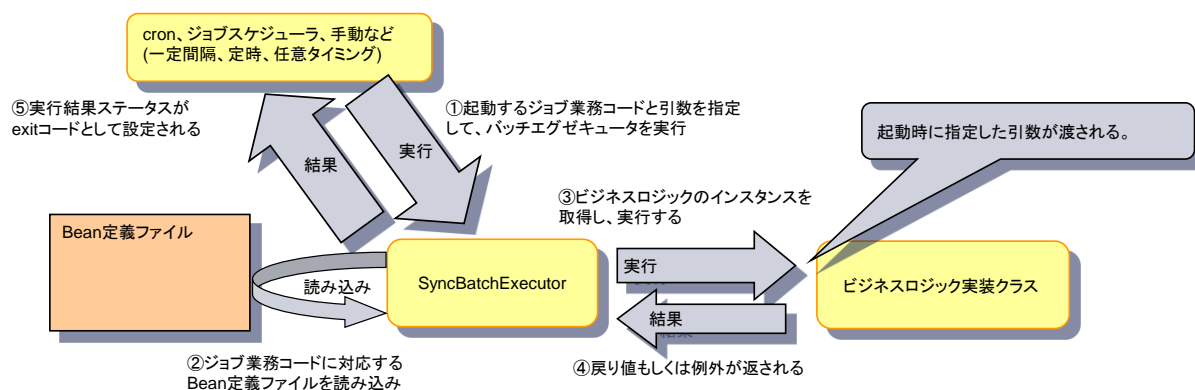 cron、ジョブスケジューラ、手動など
(一定間隔、定時、任意タイミング)
⑤実行結果ステータスが
exitコードとして設定される
①起動するジョブ業務コードと引数を指定
して、バッチエグゼキュータを実行
起動時に指定した引数が渡される。
結果
実行
③ビジネスロジックのインスタンスを
取得し、実行する
Bean定義ファイル
読み込み
SyncBatchExecutor
実行
結果
ビジネスロジック実装クラス
②ジョブ業務コードに対応する
Bean定義ファイルを読み込み
④戻り値もしくは例外が返される